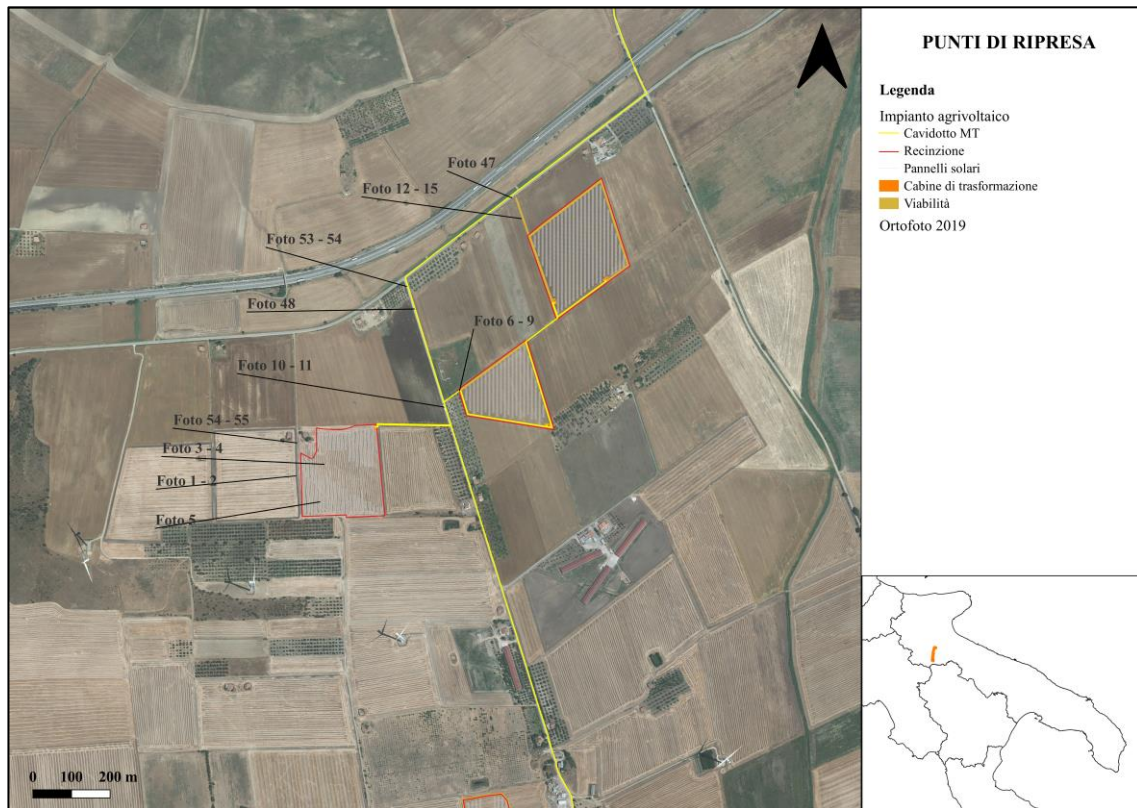 PUNTI DI RIPRESA
Legenda
Impianto agrivoltaico
Cavidotto MT
Recinzione
Pannelli solari
Cabine di trasformazione
Viabilità
Ortofoto 2019
Foto 47
Foto 12 - 15
Foto 53 - 54
Foto 48
Foto 6 - 9
Foto 10 - 11
Foto 54 - 55
Foto 3 - 4
Foto 1 - 2
Foto 5
0 100 200 m